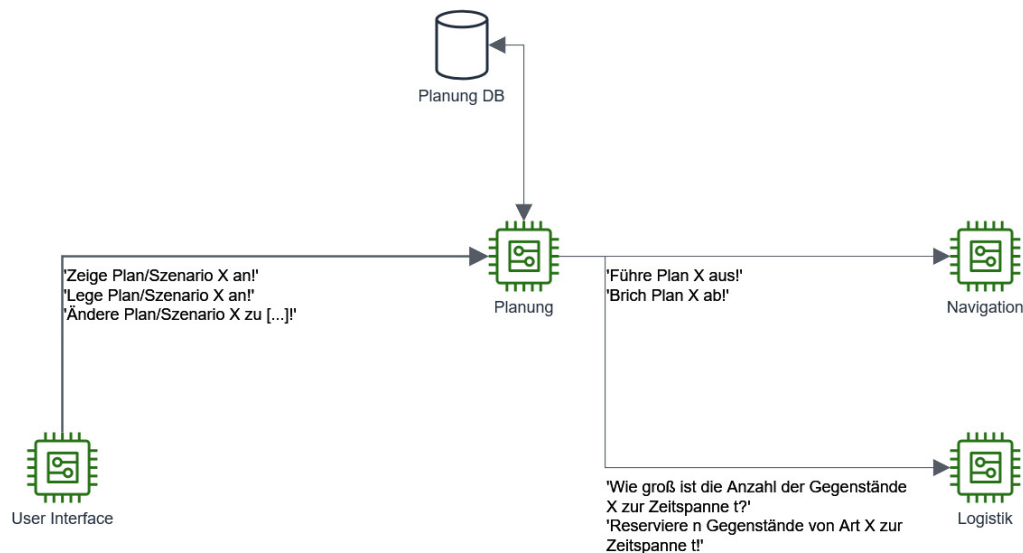 Planung DB
'Zeige Plan/Szenario X an!'
'Lege Plan/Szenario X an!'
'Ändere Plan/Szenario X zu [...]!'
Planung
'Führe Plan X aus!'
'Brich Plan X ab!'
Navigation
User Interface
'Wie groß ist die Anzahl der Gegenstände
X zur Zeitspanne t?'
'Reserviere n Gegenstände von Art X zur
Zeitspanne t!'
Logistik